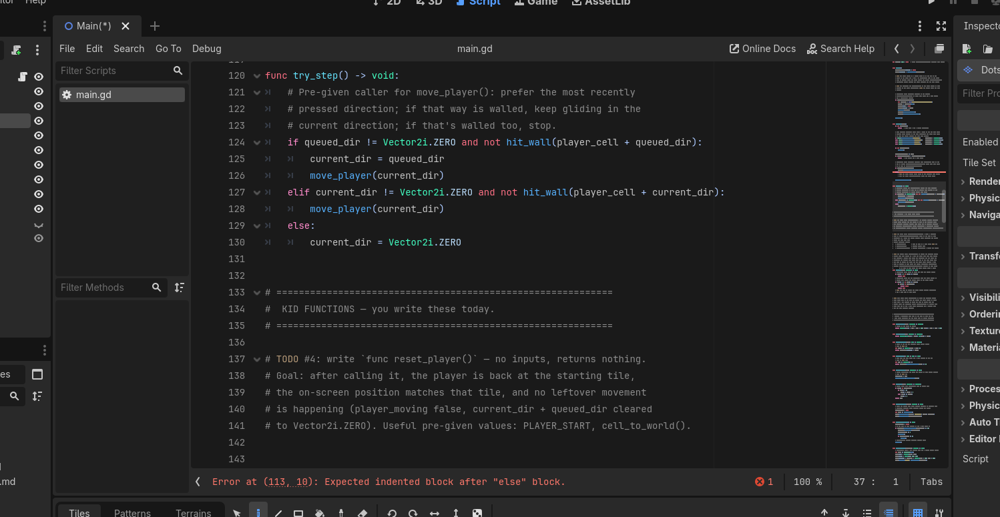 Help
2D
3D
Script
Game
AssetLib
Main(*)
Inspecto
File Edit Search Go To Debug
main.gd
Online Docs
Search Help
Filter Scripts
main.gd
Dots
Filter Pro
120 func try_step() -> void:
121 # Pre-given caller for move_player(): prefer the most recently
122 # pressed direction; if that way is walled, keep gliding in the
123 # current direction; if that's walled too, stop.
124 if queued_dir != Vector2i.ZERO and not hit_wall(player_cell + queued_dir):
125 current_dir = queued_dir
126 move_player(current_dir)
127 elif current_dir != Vector2i.ZERO and not hit_wall(player_cell + current_dir):
128 move_player(current_dir)
129 else:
130 current_dir = Vector2i.ZERO
131
132
133 # ============================================================
134 #  KID FUNCTIONS — you write these today.
135 # ============================================================
136
137 # TODO #4: write `func reset_player()` — no inputs, returns nothing.
138 # Goal: after calling it, the player is back at the starting tile,
139 # the on-screen position matches that tile, and no leftover movement
140 # is happening (player_moving false, current_dir + queued_dir cleared
141 # to Vector2i.ZERO). Useful pre-given values: PLAYER_START, cell_to_world().
142
143
Filter Methods
Enabled
Tile Set
Render
Physic
Naviga
Transfo
Visibili
Orderin
Texture
Materia
Proces
Physic
Auto T
Editor
Script
es
.md
Error at (113, 10): Expected indented block after "else" block.
1
100 %
37 : 1
Tabs
Tiles
Patterns
Terrains